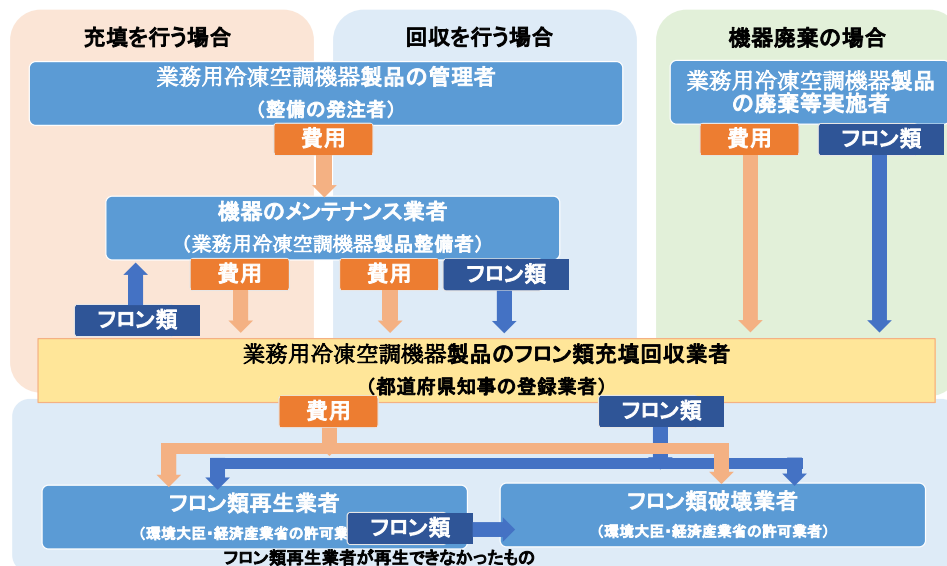 充填を行う場合
回収を行う場合
機器廃棄の場合
業務用冷凍空調機器製品の管理者
(整備の発注者)
業務用冷凍空調機器製品
の廃棄等実施者
費用
費用
フロン類
機器のメンテナンス業者
(業務用冷凍空調機器製品整備者)
費用
費用
フロン類
フロン類
業務用冷凍空調機器製品のフロン類充填回収業者
(都道府県知事の登録業者)
費用
フロン類
フロン類再生業者
(環境大臣・経済産業省の許可業
フロン類
フロン類破壊業者
(環境大臣・経済産業省の許可業者)
フロン類再生業者が再生できなかったもの